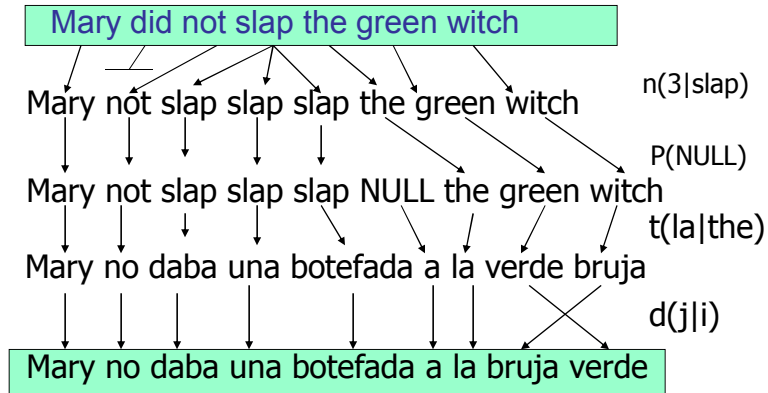 Mary did not slap the green witch
n(3|slap)
Mary not slap slap slap the green witch
P(NULL)
Mary not slap slap slap NULL the green witch
t(la|the)
Mary no daba una botefada a la verde bruja
d(j|i)
Mary no daba una botefada a la bruja verde